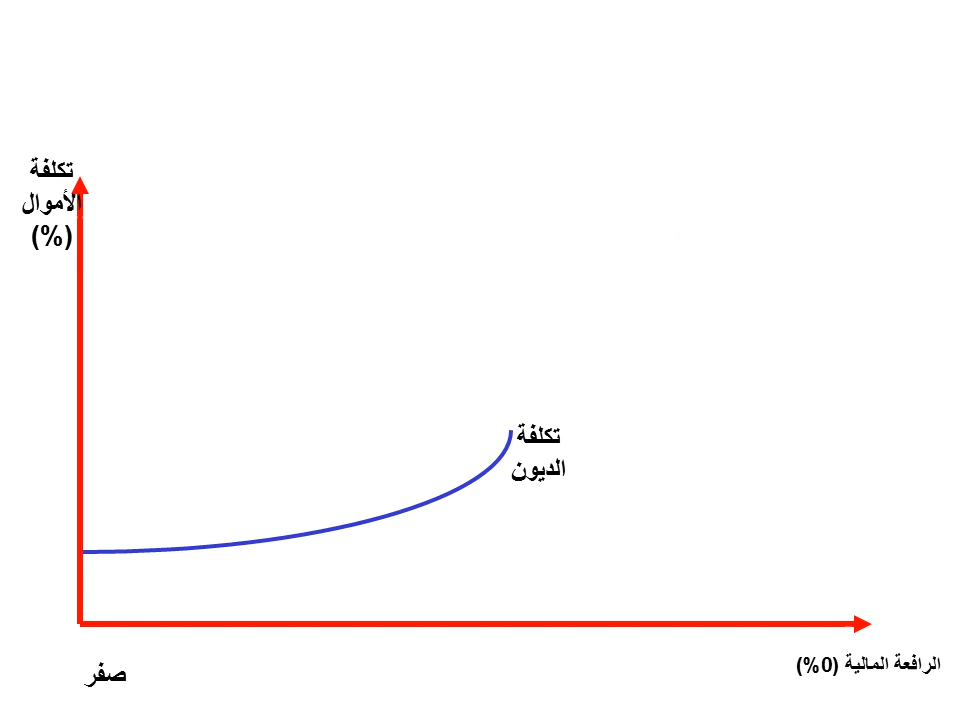 تكلفة
الأموال
(%)
تكلفة
الديون
الرافعة المالية (0%)
صفر